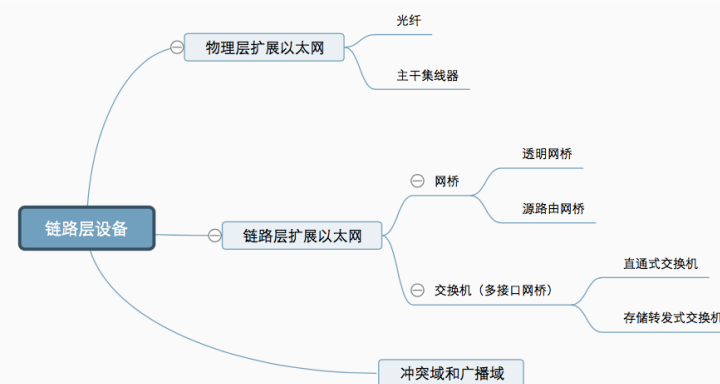 光纤
物理层扩展以太网
主干集线器
透明网桥
网桥
源路由网桥
链路层设备
链路层扩展以太网
直通式交换机
交换机（多接口网桥）
存储转发式交换机
冲突域和广播域